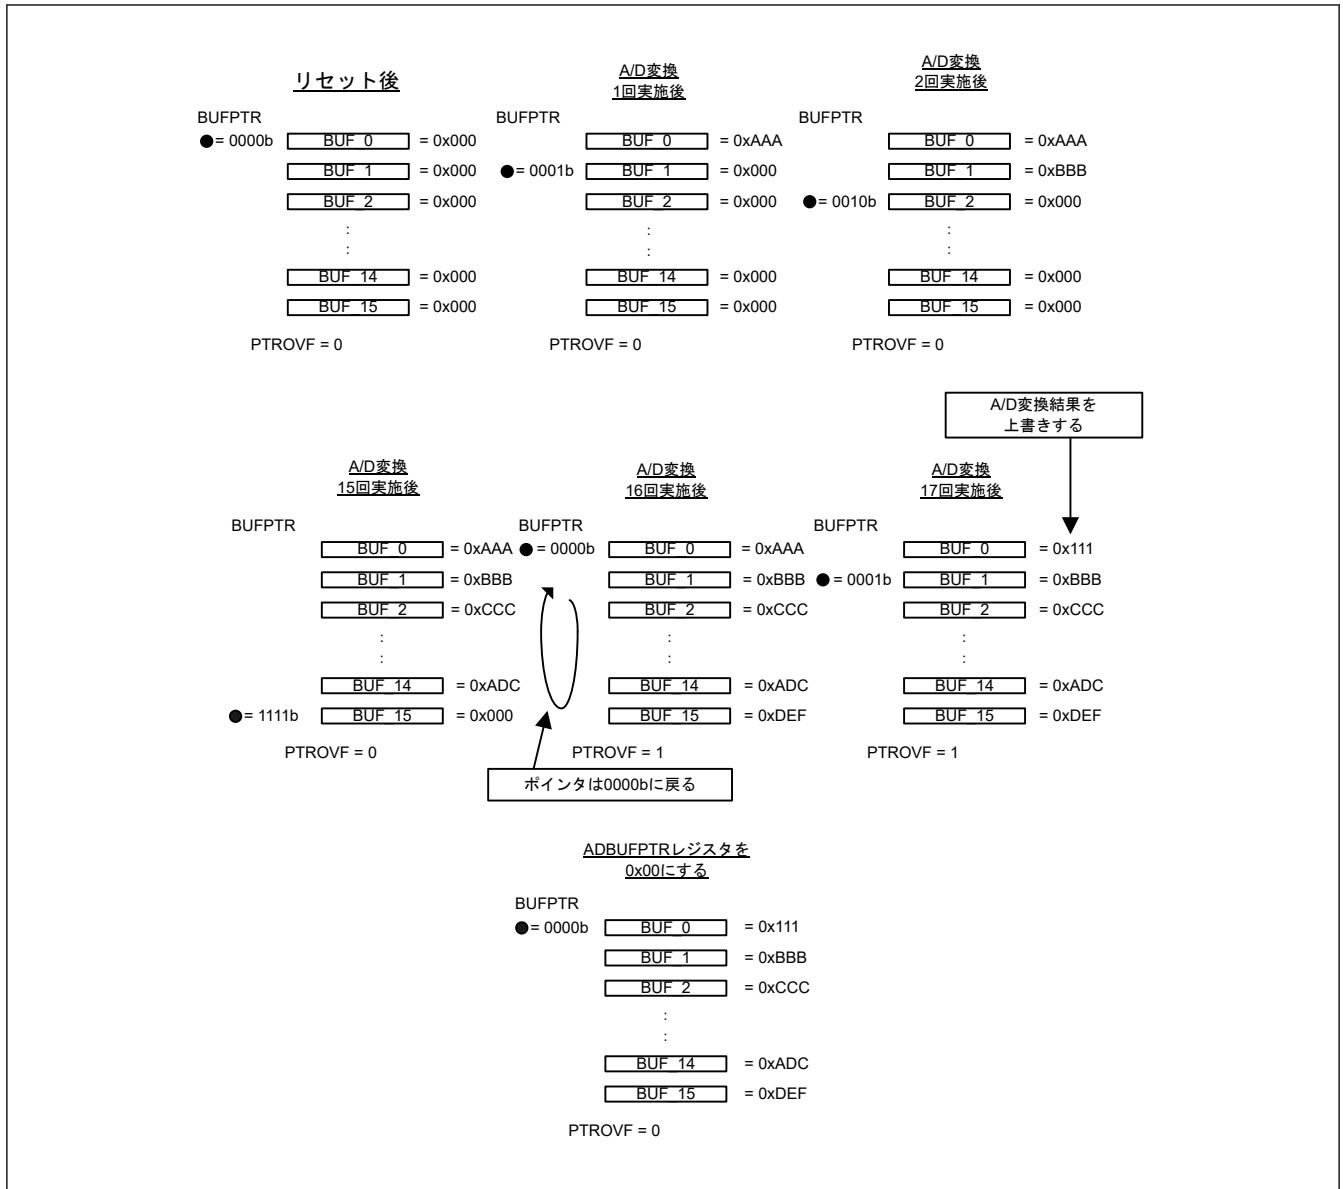 リセット後
BUFPTR
●= 0000b BUF_0 = 0x000
BUF_1 = 0x000
BUF_2 = 0x000
:
:
BUF_14 = 0x000
BUF_15 = 0x000
PTROVF = 0
A/D変換
1回実施後
BUFPTR
BUF_0 = 0xAAA
●= 0001b BUF_1 = 0x000
BUF_2 = 0x000
:
:
BUF_14 = 0x000
BUF_15 = 0x000
PTROVF = 0
A/D変換
2回実施後
BUFPTR
BUF_0 = 0xAAA
BUF_1 = 0xBBB
●= 0010b BUF_2 = 0x000
:
:
BUF_14 = 0x000
BUF_15 = 0x000
PTROVF = 0
A/D変換
15回実施後
BUFPTR
BUF_0 = 0xAAA
BUF_1 = 0xBBB
BUF_2 = 0xCCC
:
:
BUF_14 = 0xADC
●= 1111b BUF_15 = 0x000
PTROVF = 0
A/D変換
16回実施後
BUFPTR
●= 0000b BUF_0 = 0xAAA
BUF_1 = 0xBBB
BUF_2 = 0xCCC
:
:
BUF_14 = 0xADC
BUF_15 = 0xDEF
PTROVF = 1
ポインタは0000bに戻る
A/D変換結果を
上書きする
A/D変換
17回実施後
BUFPTR
BUF_0 = 0x111
●= 0001b BUF_1 = 0xBBB
BUF_2 = 0xCCC
:
:
BUF_14 = 0xADC
BUF_15 = 0xDEF
PTROVF = 1
ADBUFPTRレジスタを
0x00にする
BUFPTR
●= 0000b BUF_0 = 0x111
BUF_1 = 0xBBB
BUF_2 = 0xCCC
:
:
BUF_14 = 0xADC
BUF_15 = 0xDEF
PTROVF = 0